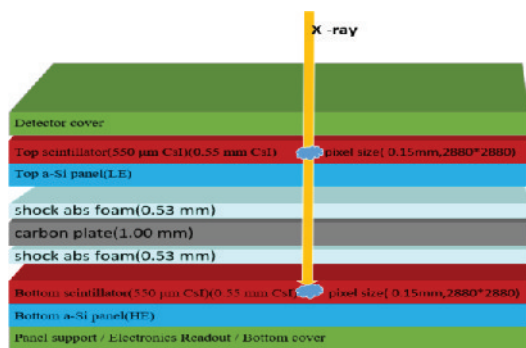 X -ray
Detector cover
Top scintillator(550 µm CsI)(0.55 mm CsI) pixel size( 0.15mm,2880*2880)
Top a-Si panel(LE)
shock abs foam(0.53 mm)
carbon plate(1.00 mm)
shock abs foam(0.53 mm)
Bottom scintillator(550 µm CsI)(0.55 mm CsI) pixel size( 0.15mm,2880*2880)
Bottom a-Si panel(HE)
Panel support / Electronics Readout / Bottom cover